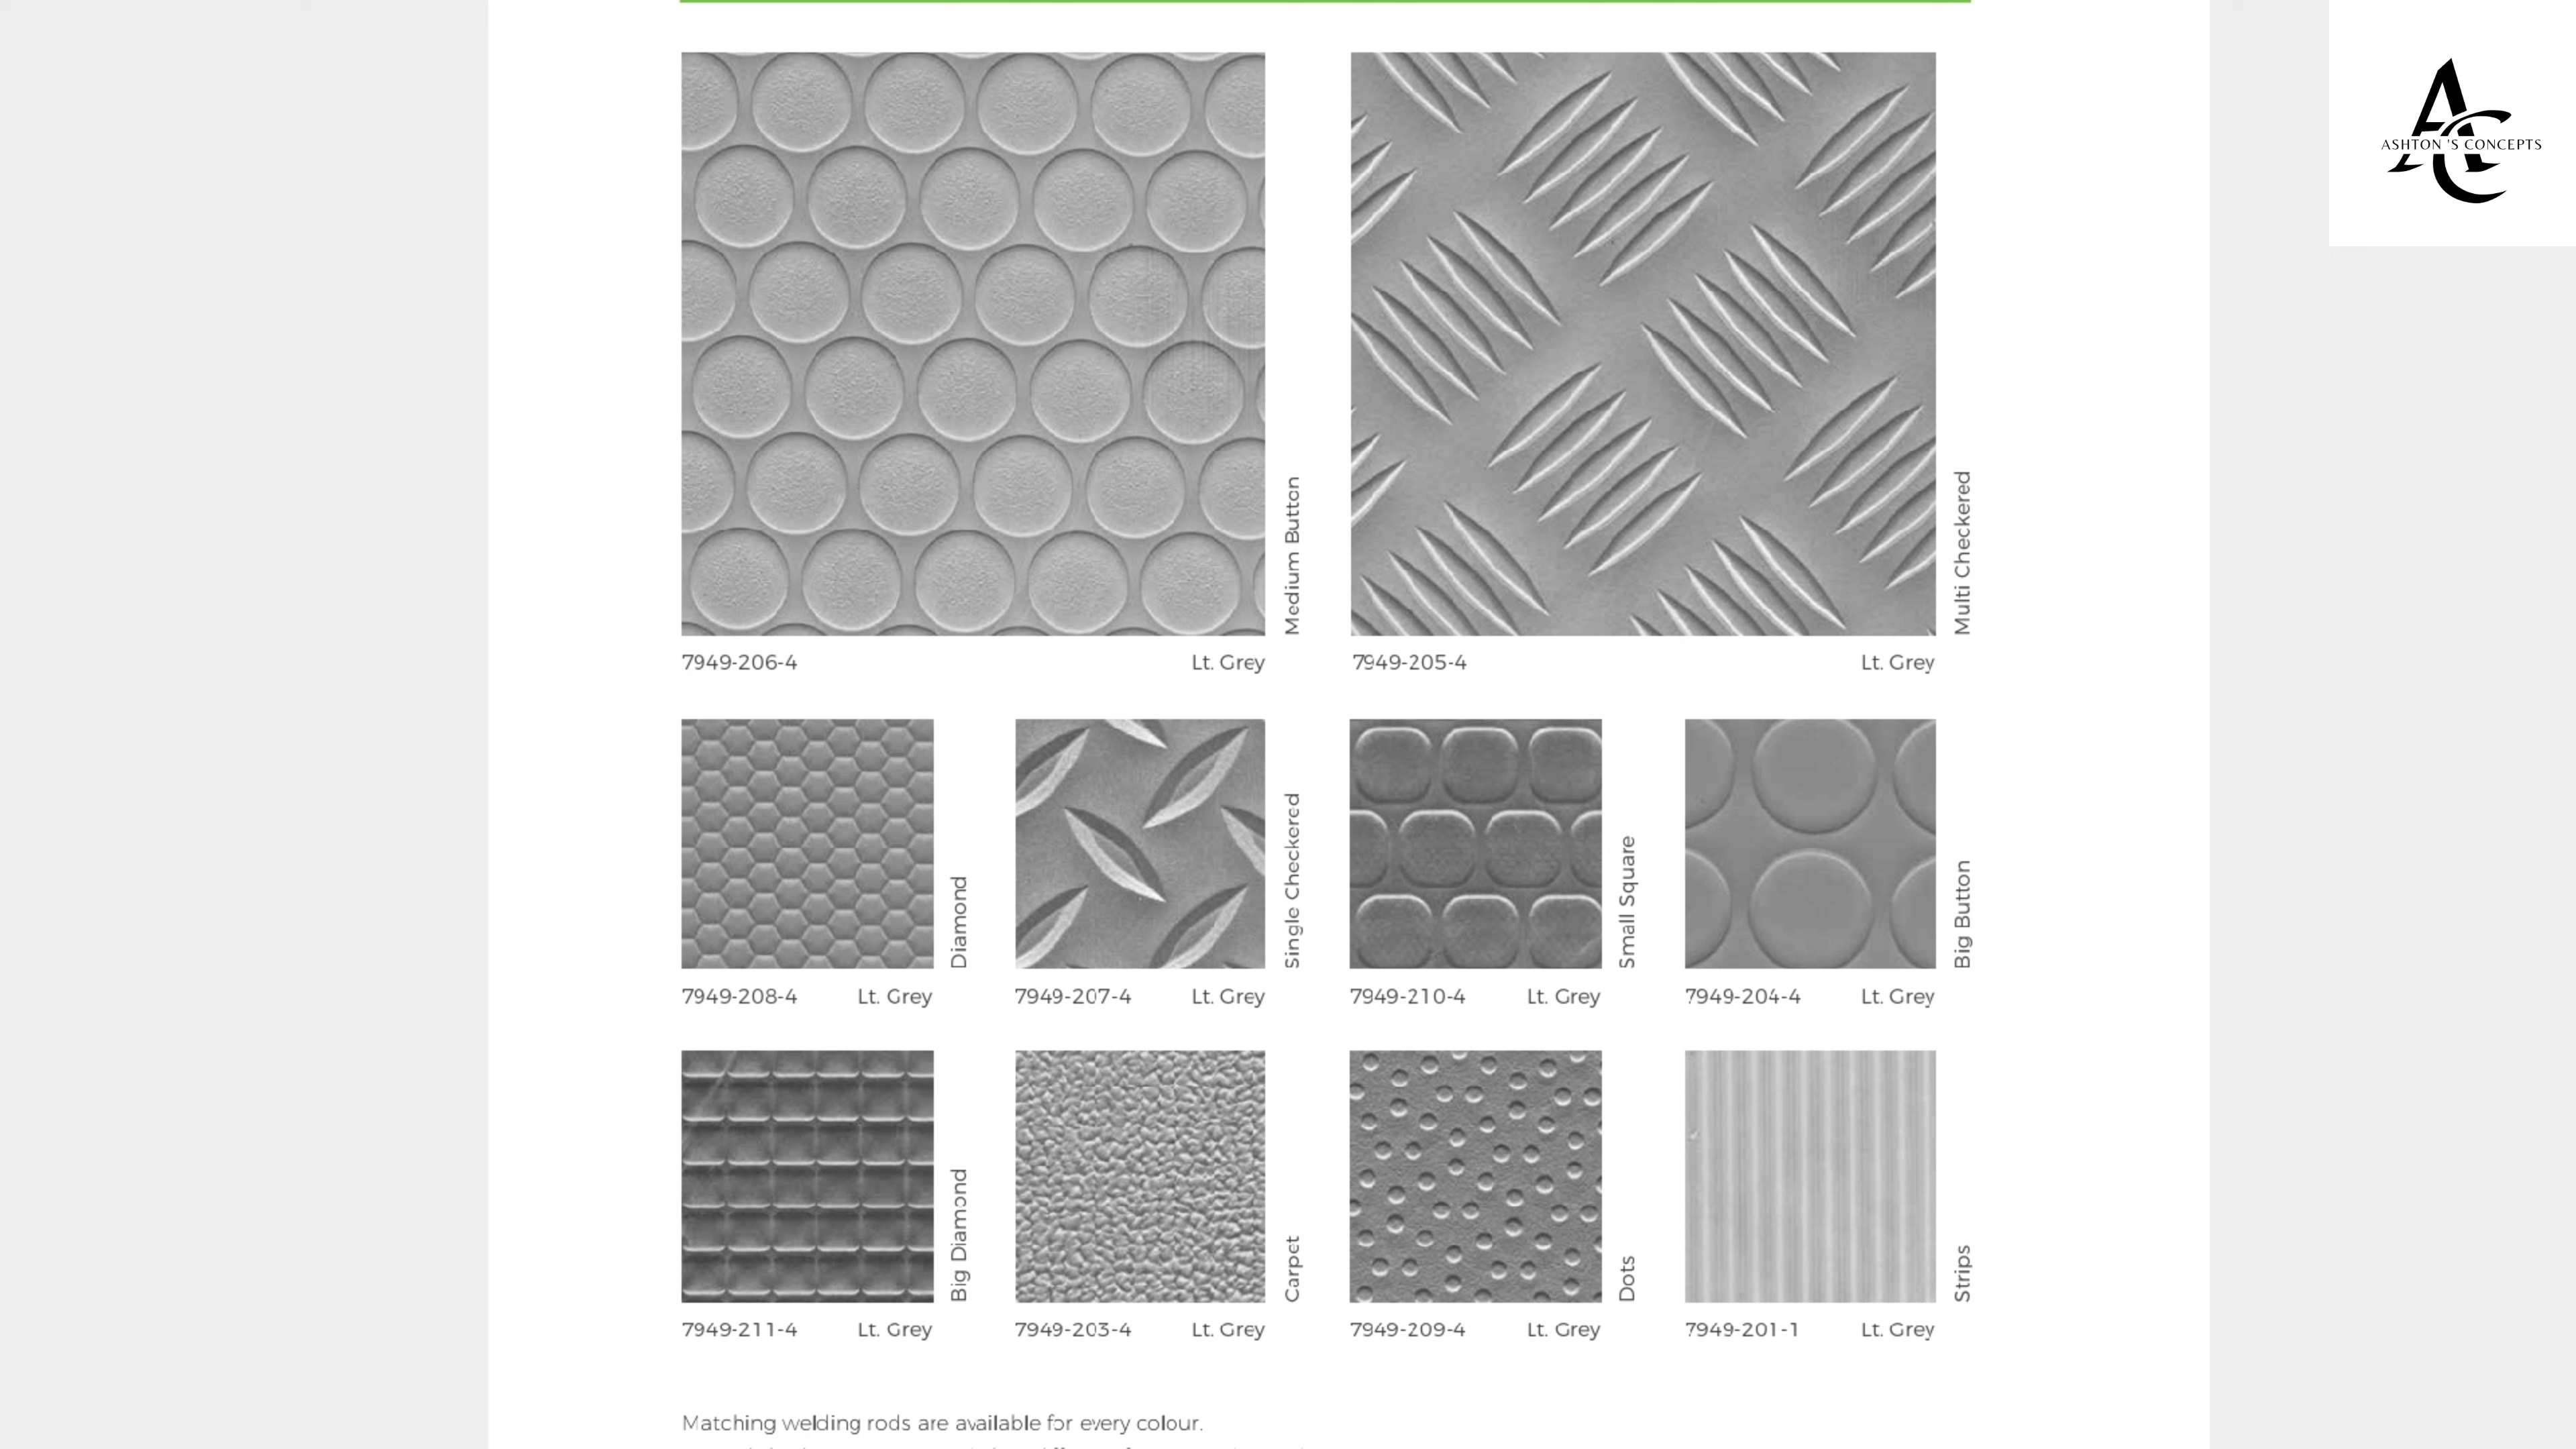 ASHTON 'S CONCEPTS
Medium Button
7949-206-4 Lt. Grey
Multi Checkered
7949-205-4 Lt. Grey
Diamond
7949-208-4 Lt. Grey
Single Checkered
7949-207-4 Lt. Grey
Small Square
7949-210-4 Lt. Grey
Big Button
7949-204-4 Lt. Grey
Big Diamond
7949-211-4 Lt. Grey
Carpet
7949-203-4 Lt. Grey
Dots
7949-209-4 Lt. Grey
Strips
7949-201-1 Lt. Grey
Matching welding rods are available for every colour.